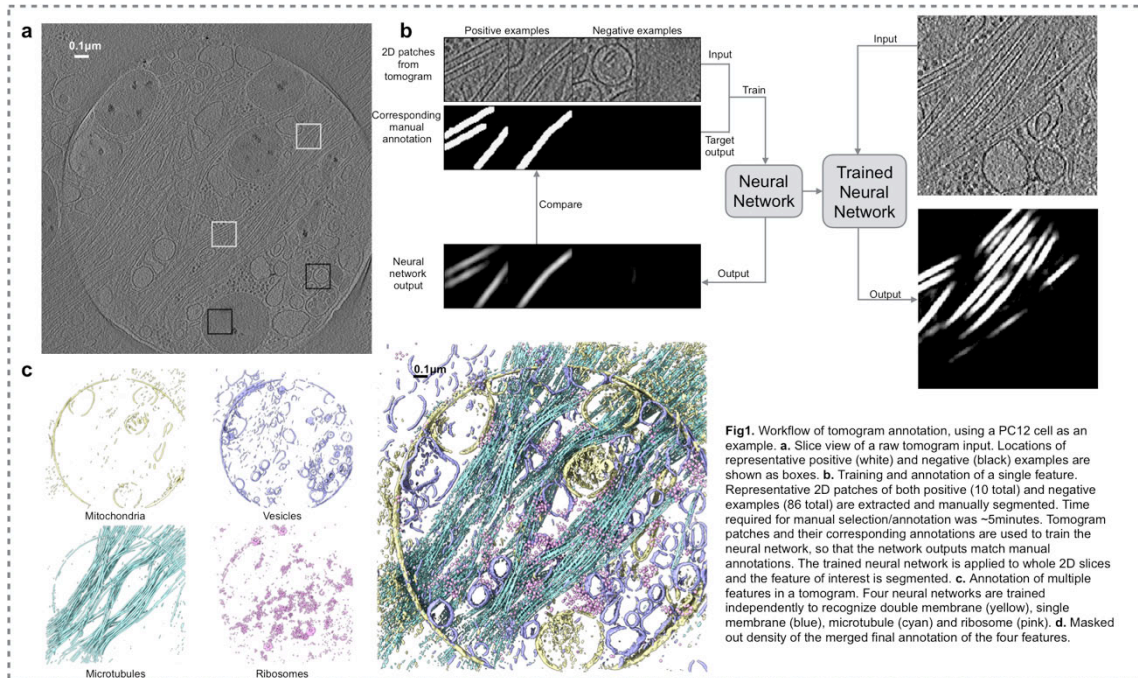 a
0.1µm
b
Positive examples
Negative examples
2D patches
from
tomogram
Input
Train
Corresponding
manual
annotation
Target
output
Neural
Network
Trained
Neural
Network
Input
Compare
Neural
network
output
Output
Output
c
0.1µm
Mitochondria
Vesicles
Microtubules
Ribosomes
Fig1. Workflow of tomogram annotation, using a PC12 cell as an
example. a. Slice view of a raw tomogram input. Locations of
representative positive (white) and negative (black) examples are
shown as boxes. b. Training and annotation of a single feature.
Representative 2D patches of both positive (10 total) and negative
examples (86 total) are extracted and manually segmented. Time
required for manual selection/annotation was ~5minutes. Tomogram
patches and their corresponding annotations are used to train the
neural network, so that the network outputs match manual
annotations. The trained neural network is applied to whole 2D slices
and the feature of interest is segmented. c. Annotation of multiple
features in a tomogram. Four neural networks are trained
independently to recognize double membrane (yellow), single
membrane (blue), microtubule (cyan) and ribosome (pink). d. Masked
out density of the merged final annotation of the four features.